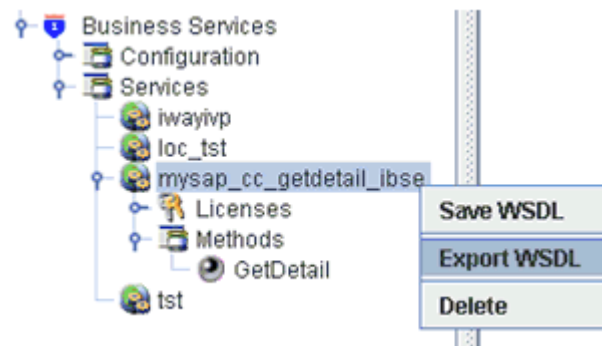 Business Services
Configuration
Services
iwayivp
loc_tst
mysap_cc_getdetail_ibse
Licenses
Save WSDL
Methods
Export WSDL
GetDetail
tst
Delete